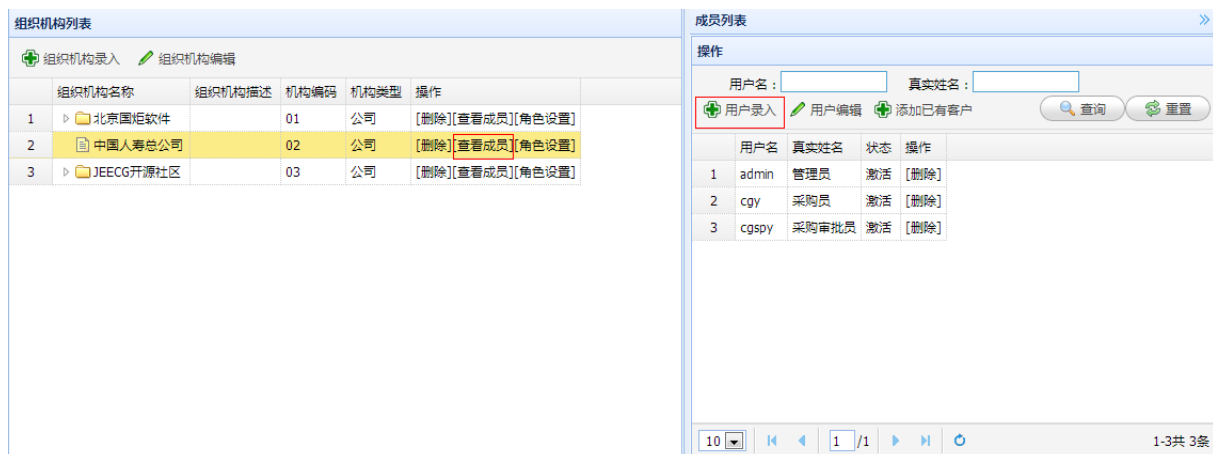 组织机构列表
组织机构录入 组织机构编辑
组织机构名称 组织机构描述 机构编码 机构类型 操作
1 北京国炬软件 01 公司 [删除][查看成员][角色设置]
2 中国人寿总公司 02 公司 [删除][查看成员][角色设置]
3 JEECG开源社区 03 公司 [删除][查看成员][角色设置]
成员列表
操作
用户名： 真实姓名：
用户录入 用户编辑 添加已有客户 查询 重置
用户名 真实姓名 状态 操作
1 admin 管理员 激活 [删除]
2 cgy 采购员 激活 [删除]
3 cgspy 采购审批员 激活 [删除]
10 1 /1 1-3共 3条